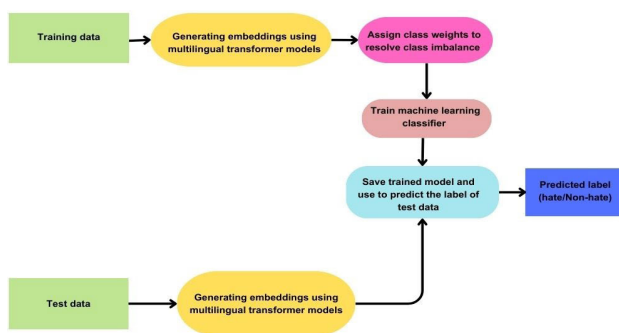 Training data
Generating embeddings using
multilingual transformer models
Assign class weights to
resolve class imbalance
Train machine learning
classifier
Save trained model and
use to predict the label of
test data
Predicted label
(hate/Non-hate)
Test data
Generating embeddings using
multilingual transformer models